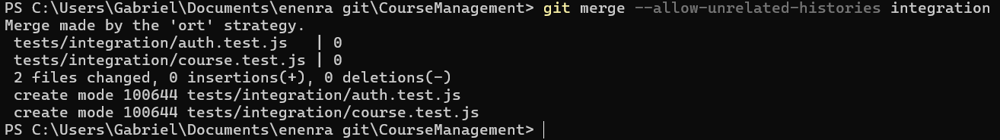 PS C:\Users\Gabriel\Documents\enenra git\CourseManagement> git merge --allow-unrelated-histories integration
Merge made by the 'ort' strategy.
 tests/integration/auth.test.js   | 0
 tests/integration/course.test.js | 0
 2 files changed, 0 insertions(+), 0 deletions(-)
 create mode 100644 tests/integration/auth.test.js
 create mode 100644 tests/integration/course.test.js
PS C:\Users\Gabriel\Documents\enenra git\CourseManagement>